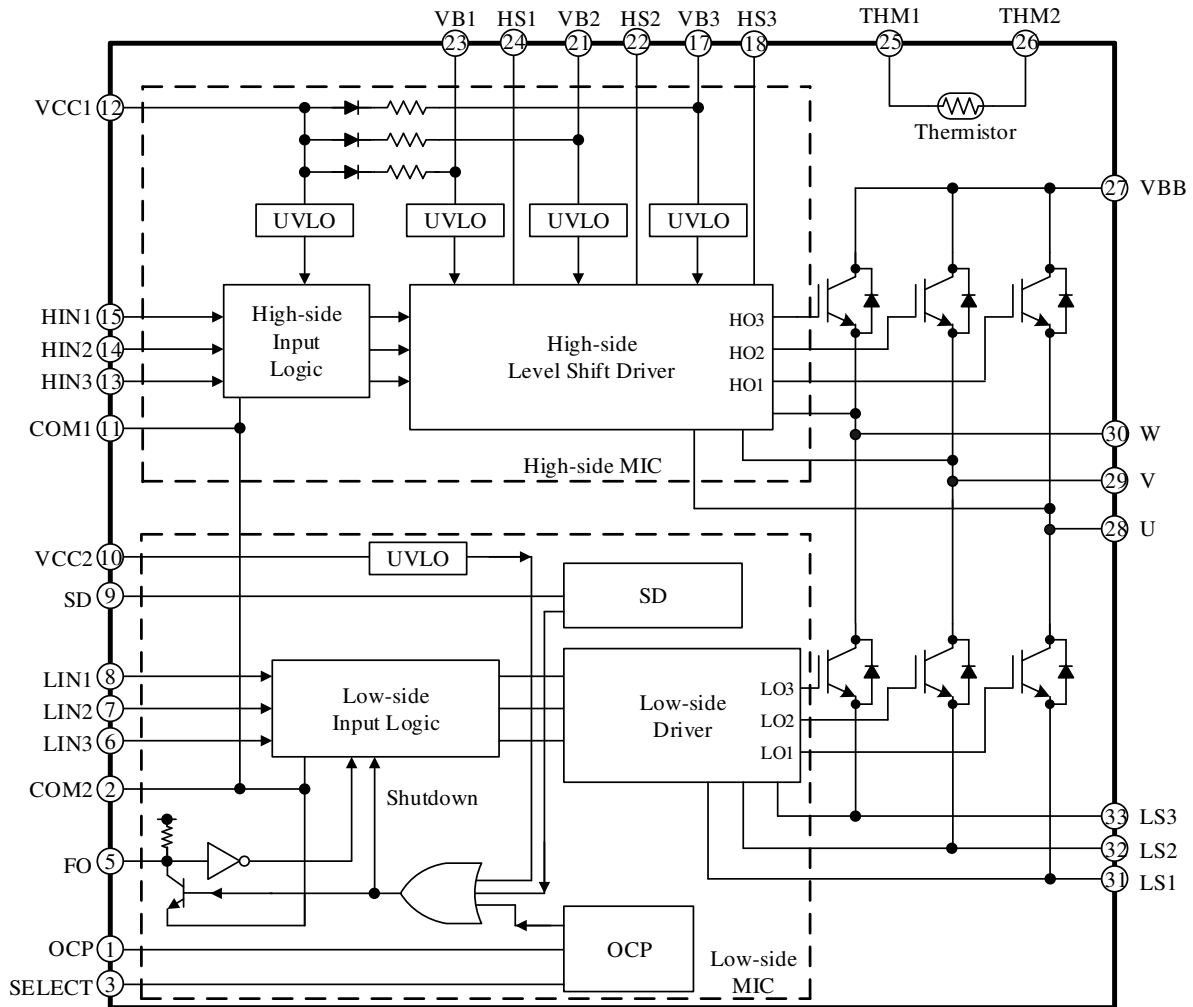 VB1 HS1 VB2 HS2 VB3 HS3 THM1 THM2
23 24 21 22 17 18 25 26
VCC1 12
Thermistor
27 VBB
UVLO UVLO UVLO UVLO
HIN1 15
HIN2 14
HIN3 13
COM1 11
High-side
Input
Logic
High-side
Level Shift Driver
HO3
HO2
HO1
High-side MIC
30 W
29 V
28 U
VCC2 10
UVLO
SD 9
SD
LIN1 8
LIN2 7
LIN3 6
COM2 2
Low-side
Input Logic
Low-side
Driver
LO3
LO2
LO1
Shutdown
33 LS3
32 LS2
31 LS1
FO 5
OCP 1
OCP
SELECT 3
Low-side
MIC